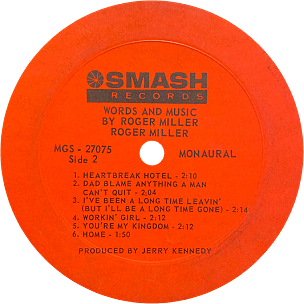 SMASH
RECORDS
WORDS AND MUSIC
BY ROGER MILLER
ROGER MILLER
MGS - 27075
Side 2
MONAURAL
1. HEARTBREAK HOTEL - 2:10
2. DAD BLAME ANYTHING A MAN
CAN'T QUIT - 2:04
3. I'VE BEEN A LONG TIME LEAVIN'
(BUT I'LL BE A LONG TIME GONE) - 2:14
4. WORKIN' GIRL - 2:12
5. YOU'RE MY KINGDOM - 2:12
6. HOME - 1:50
PRODUCED BY JERRY KENNEDY